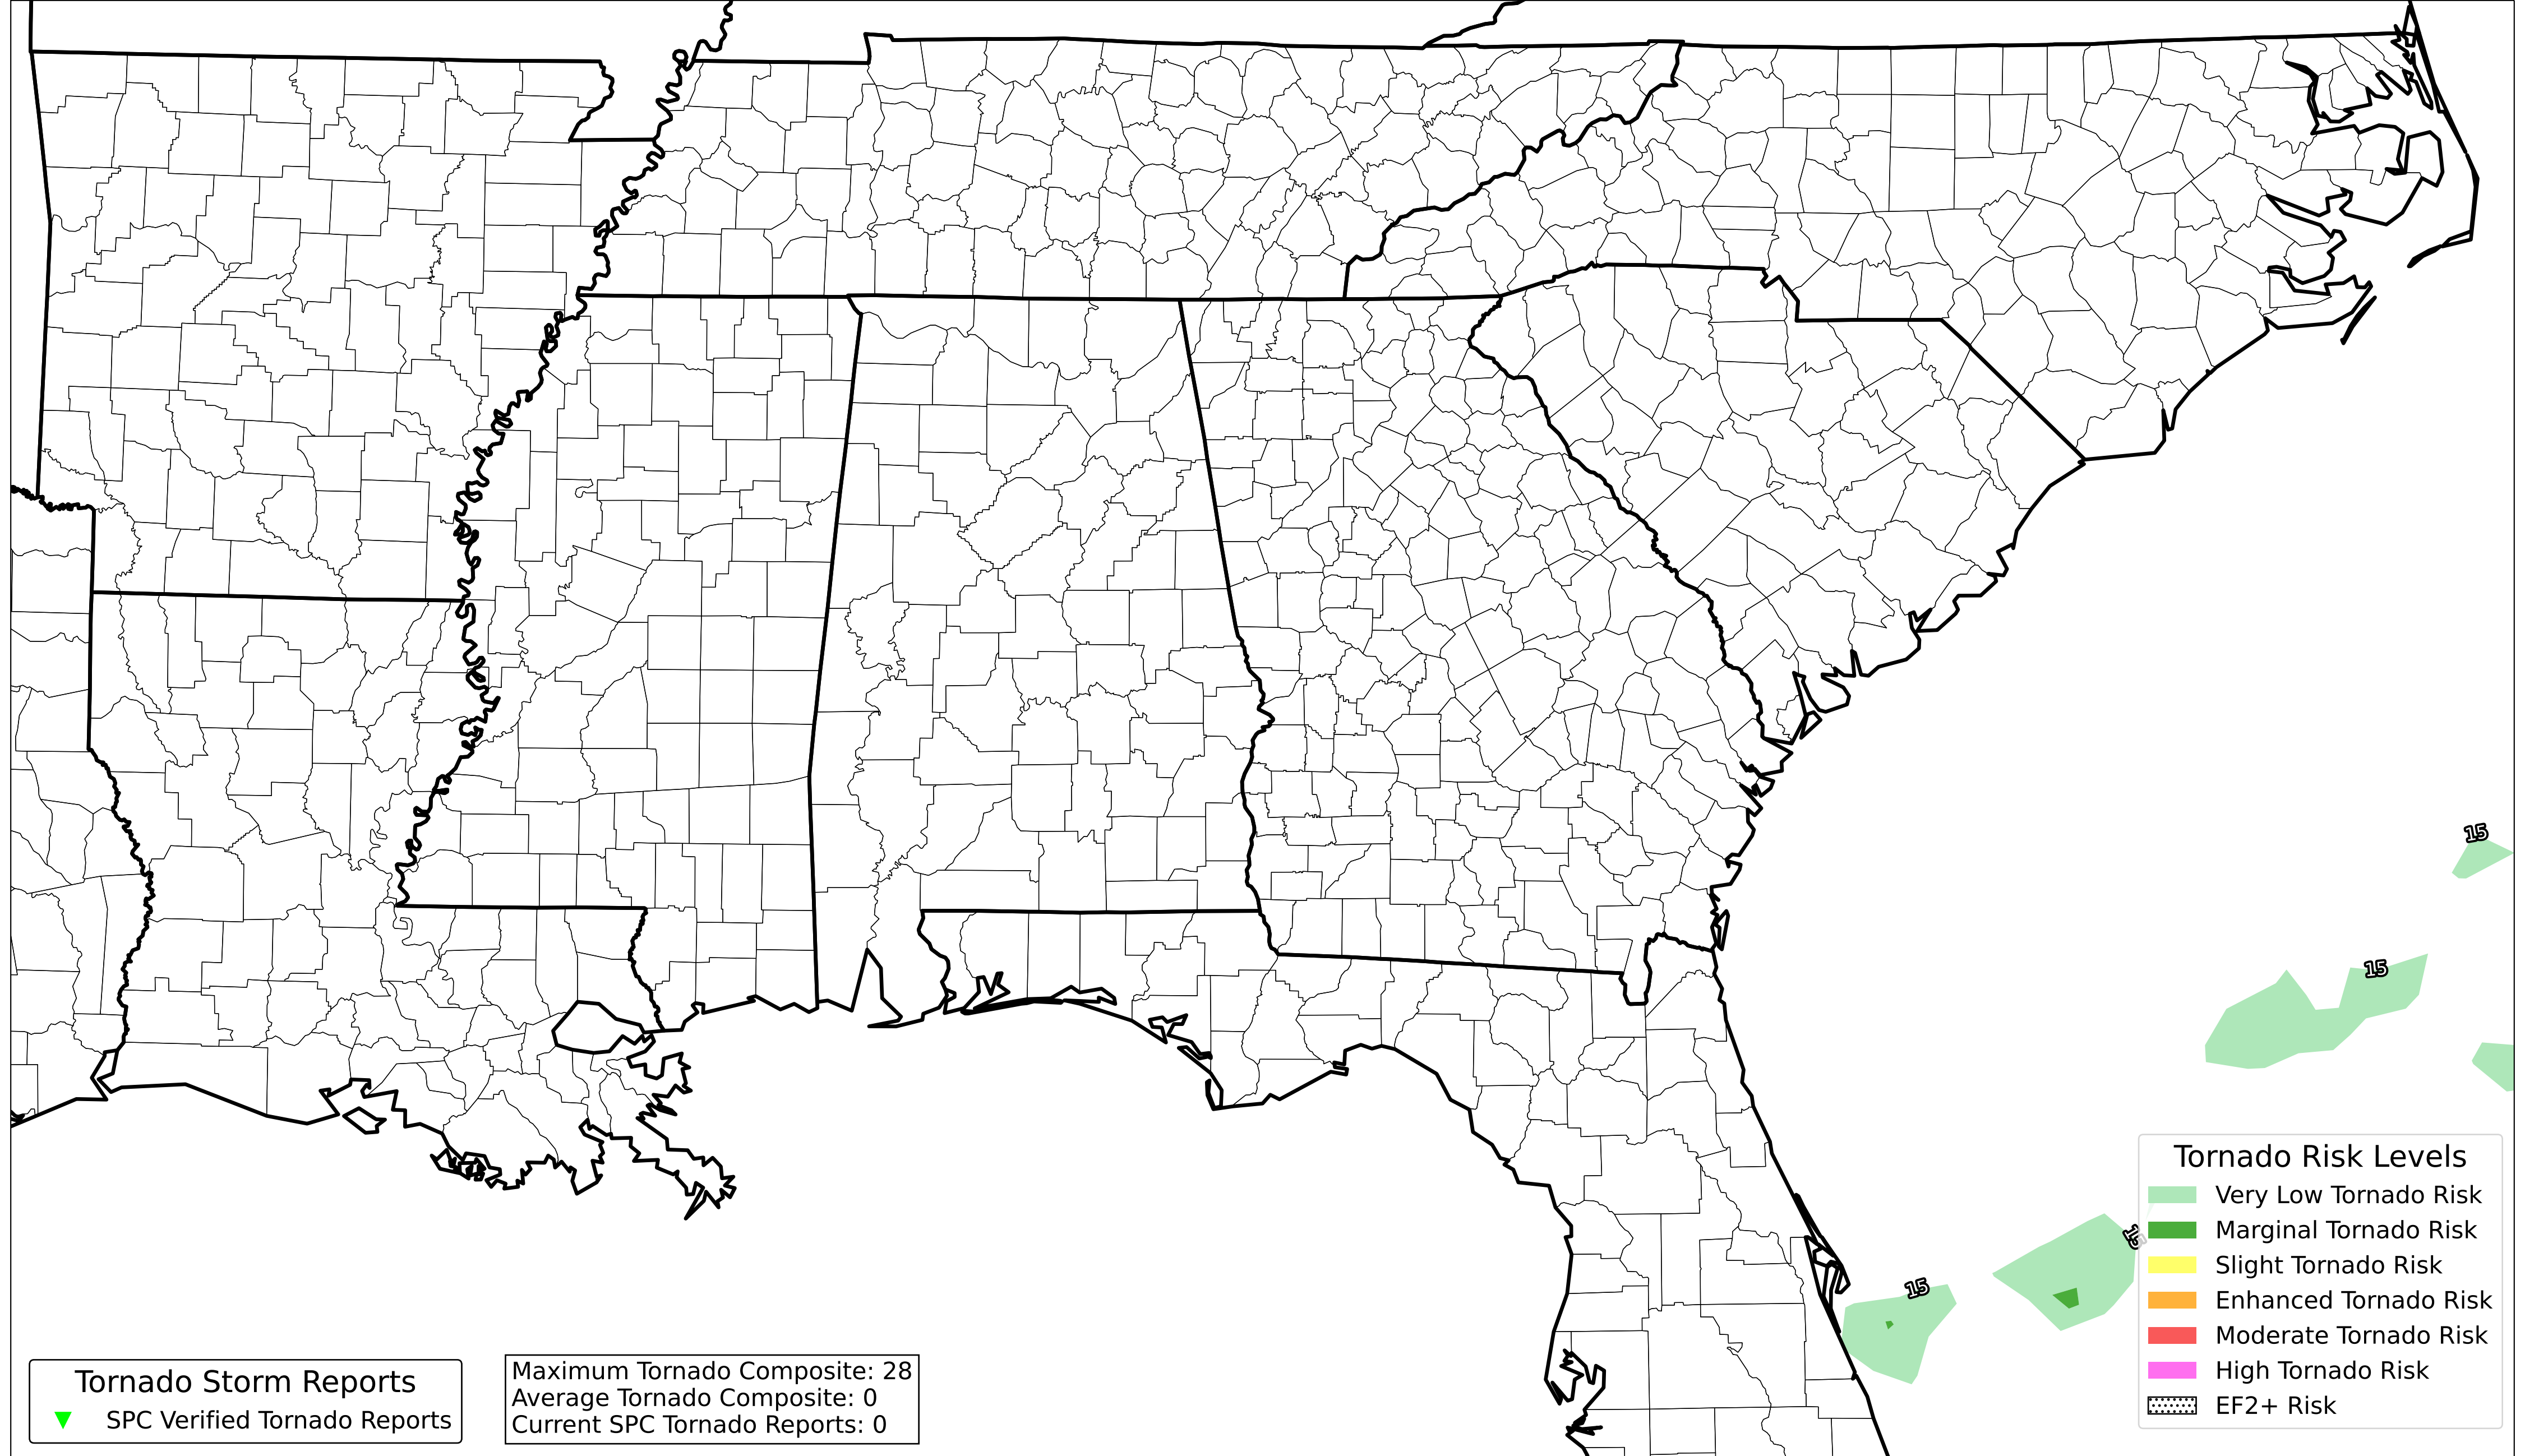 15
15
15
15
Tornado Risk Levels
Very Low Tornado Risk
Marginal Tornado Risk
Slight Tornado Risk
Enhanced Tornado Risk
Moderate Tornado Risk
High Tornado Risk
EF2+ Risk
Tornado Storm Reports
SPC Verified Tornado Reports
Maximum Tornado Composite: 28
Average Tornado Composite: 0
Current SPC Tornado Reports: 0